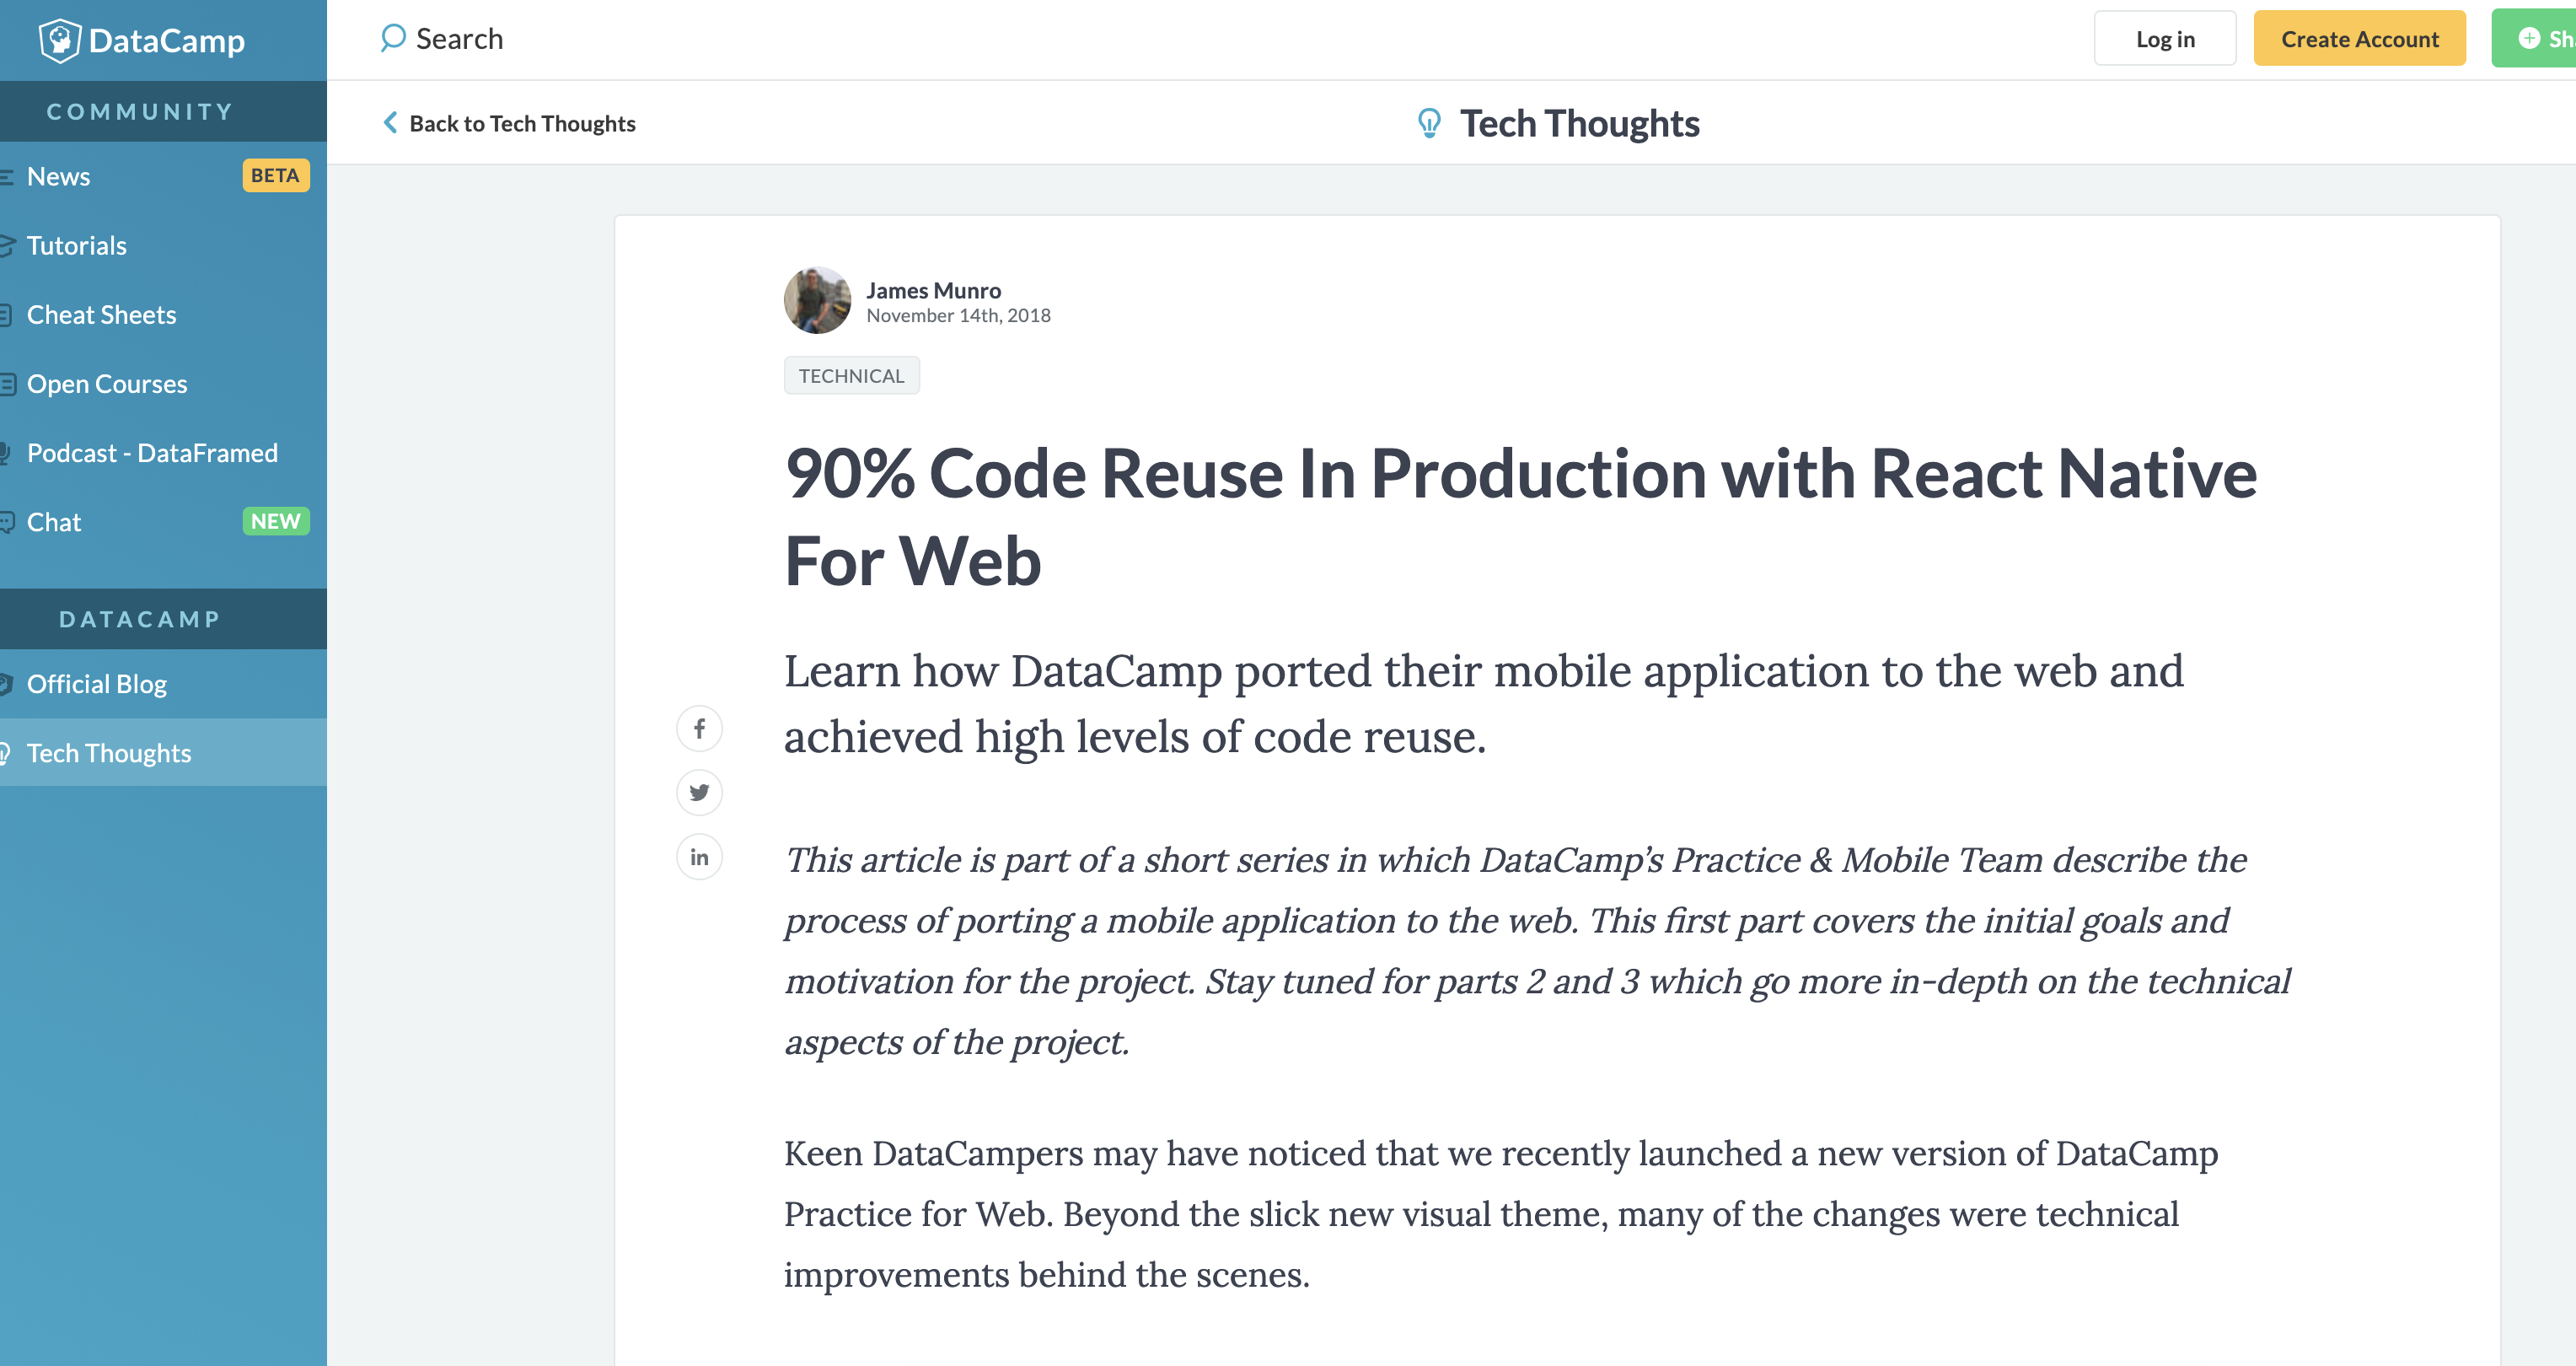 DataCamp
Search
Log in
Create Account
COMMUNITY
Back to Tech Thoughts
Tech Thoughts
News
BETA
Tutorials
Cheat Sheets
Open Courses
Podcast - DataFramed
Chat
NEW
DATACAMP
Official Blog
Tech Thoughts
James Munro
November 14th, 2018
TECHNICAL
90% Code Reuse In Production with React Native
For Web
Learn how DataCamp ported their mobile application to the web and
achieved high levels of code reuse.
This article is part of a short series in which DataCamp’s Practice & Mobile Team describe the
process of porting a mobile application to the web. This first part covers the initial goals and
motivation for the project. Stay tuned for parts 2 and 3 which go more in-depth on the technical
aspects of the project.
Keen DataCampers may have noticed that we recently launched a new version of DataCamp
Practice for Web. Beyond the slick new visual theme, many of the changes were technical
improvements behind the scenes.